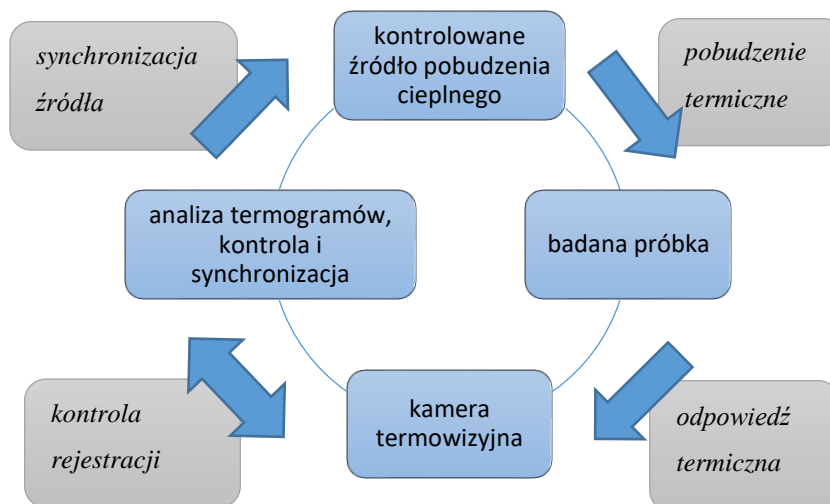 kontrolowane
źródło pobudzenia
cieplnego
synchronizacja
źródła
pobudzenie
termiczne
analiza termogramów,
kontrola i
synchronizacja
badana próbka
kamera
termowizyjna
kontrola
rejestracji
odpowiedź
termiczna